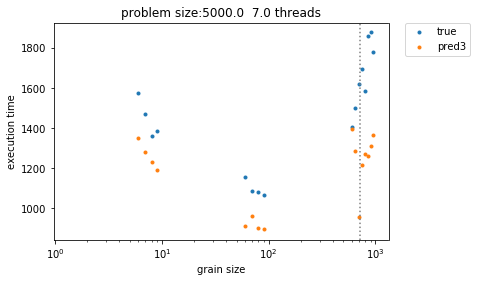 problem size:5000.0  7.0 threads
true
pred3
execution time
1800
1600
1400
1200
1000
10^0
10^1
10^2
10^3
grain size